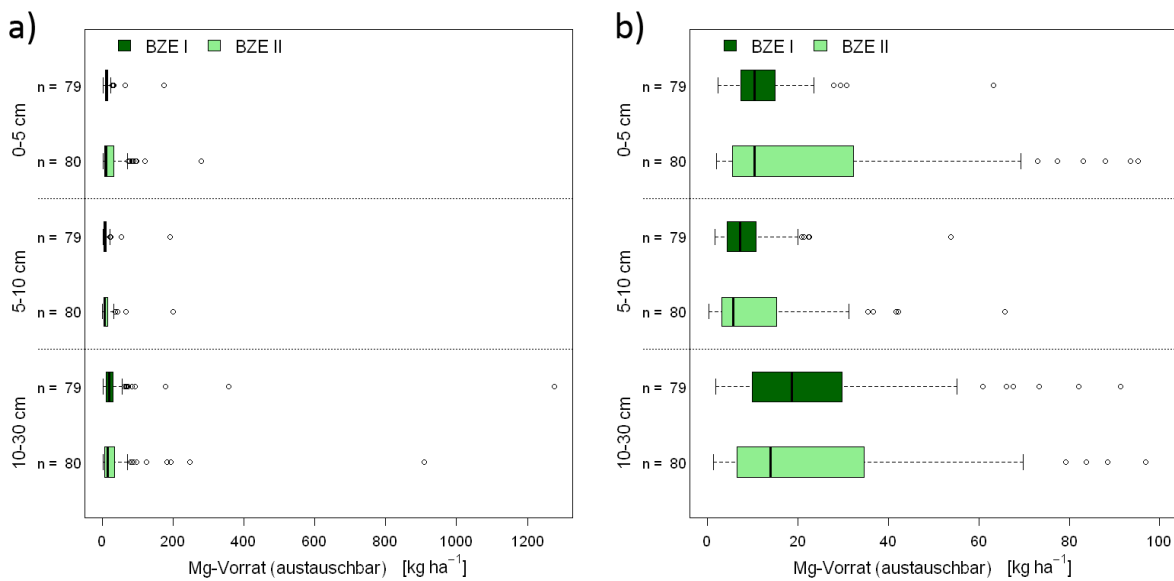 a)
BZE I BZE II
0-5 cm
n = 79
n = 80
5-10 cm
n = 79
n = 80
10-30 cm
n = 79
n = 80
0 200 400 600 800 1000 1200
Mg-Vorrat (austauschbar) [kg ha⁻¹]
b)
BZE I BZE II
0-5 cm
n = 79
n = 80
5-10 cm
n = 79
n = 80
10-30 cm
n = 79
n = 80
0 20 40 60 80 100
Mg-Vorrat (austauschbar) [kg ha⁻¹]